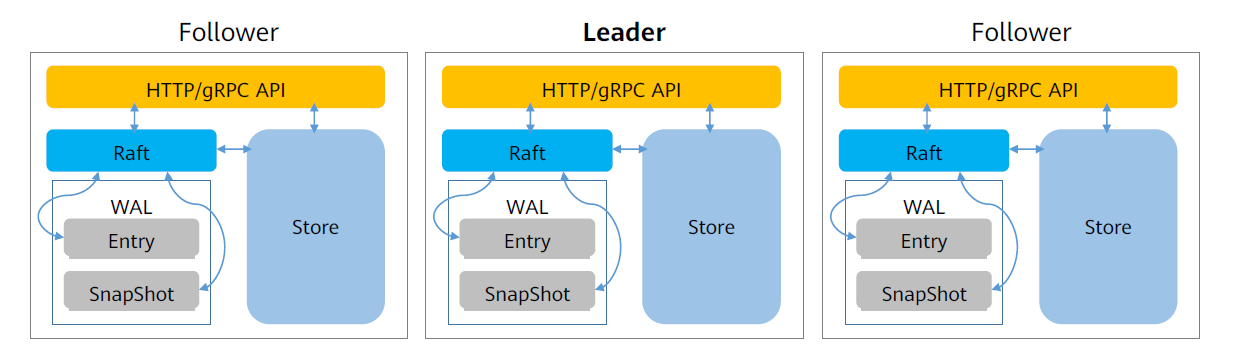 Follower
HTTP/gRPC API
Raft
WAL
Entry
SnapShot
Store
Leader
HTTP/gRPC API
Raft
WAL
Entry
SnapShot
Store
Follower
HTTP/gRPC API
Raft
WAL
Entry
SnapShot
Store